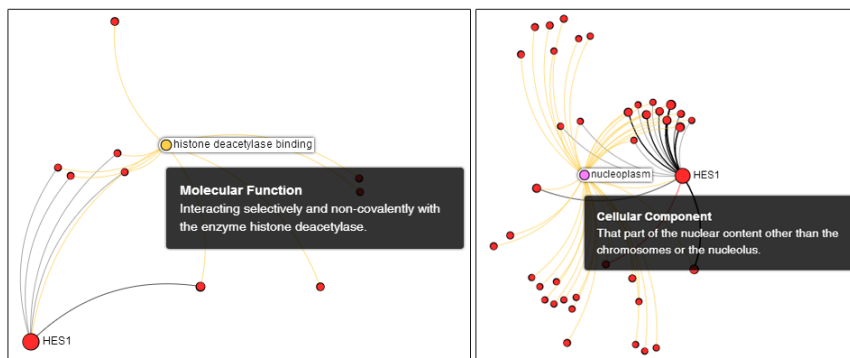 histone deacetylase binding
Molecular Function
Interacting selectively and non-covalently with
the enzyme histone deacetylase.
HES1
nucleoplasm
HES1
Cellular Component
That part of the nuclear content other than the
chromosomes or the nucleolus.